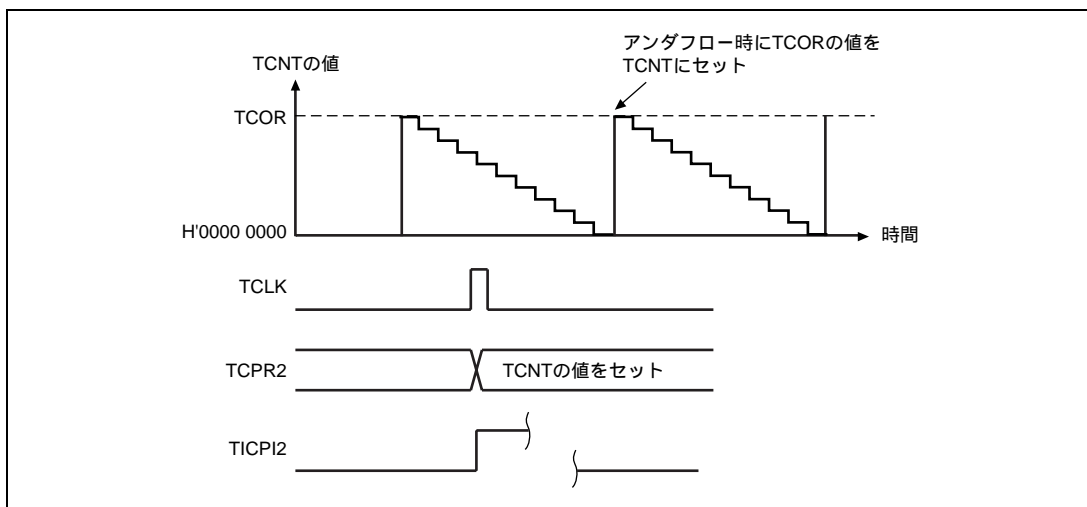 アンダフロー時にTCORの値を
TCNTにセット
TCNTの値
TCOR
H'0000 0000
時間
TCLK
TCPR2
TCNTの値をセット
TICPI2